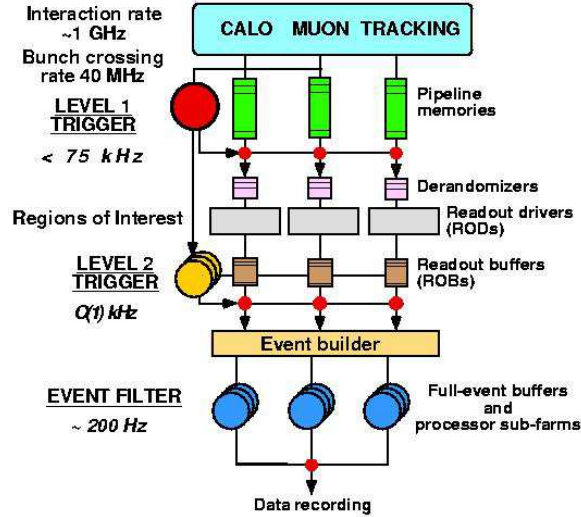 Interaction rate
~1 GHz
CALO MUON TRACKING
Bunch crossing
rate 40 MHz
LEVEL 1
TRIGGER
< 75 kHz
Pipeline
memories
Derandomizers
Regions of Interest
Readout drivers
(RODs)
LEVEL 2
TRIGGER
O(1) kHz
Readout buffers
(ROBs)
Event builder
EVENT FILTER
~ 200 Hz
Full-event buffers
and
processor sub-farms
Data recording